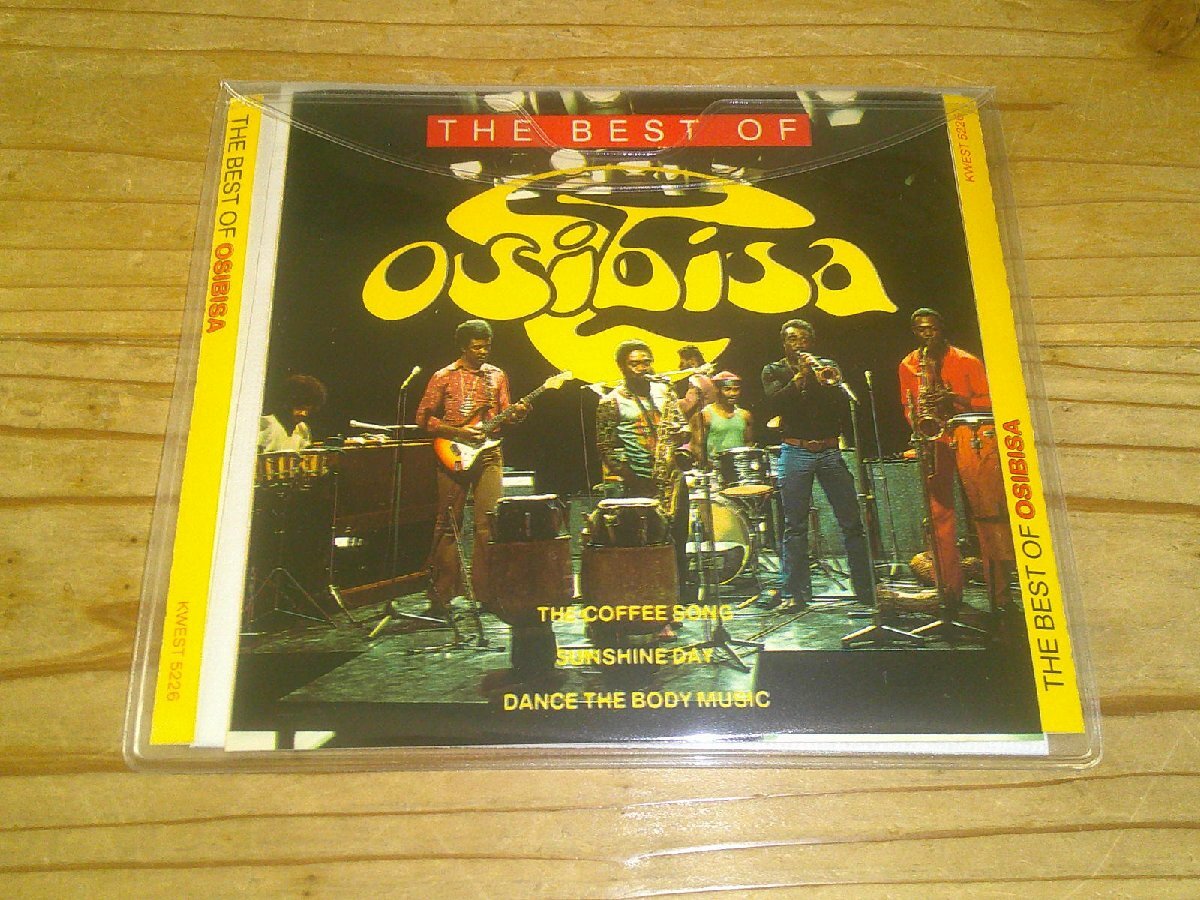 THE BEST OF
OSIBISA
THE COFFEE SONG
SUNSHINE DAY
DANCE THE BODY MUSIC
THE BEST OF OSIBISA
KWEST 5226
KWEST 5226
THE BEST OF OSIBISA